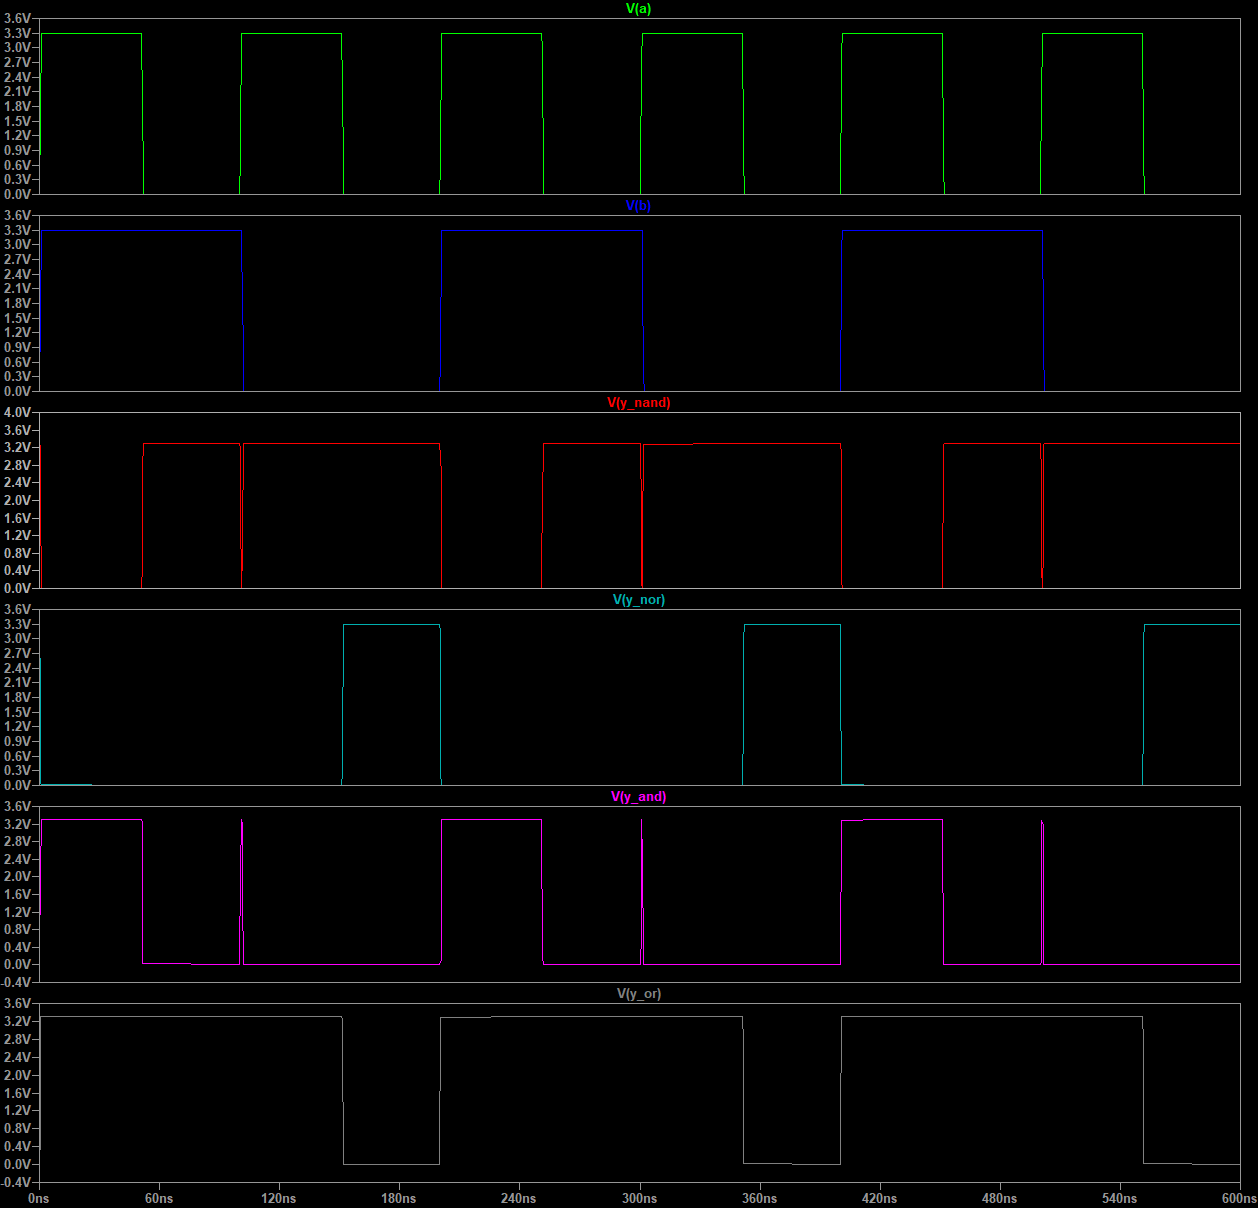 V(a)
3.6V
3.3V
3.0V
2.7V
2.4V
2.1V
1.8V
1.5V
1.2V
0.9V
0.6V
0.3V
0.0V
V(b)
3.6V
3.3V
3.0V
2.7V
2.4V
2.1V
1.8V
1.5V
1.2V
0.9V
0.6V
0.3V
0.0V
V(y_nand)
4.0V
3.6V
3.2V
2.8V
2.4V
2.0V
1.6V
1.2V
0.8V
0.4V
0.0V
V(y_nor)
3.6V
3.3V
3.0V
2.7V
2.4V
2.1V
1.8V
1.5V
1.2V
0.9V
0.6V
0.3V
0.0V
V(y_and)
3.6V
3.2V
2.8V
2.4V
2.0V
1.6V
1.2V
0.8V
0.4V
0.0V
-0.4V
V(y_or)
3.6V
3.2V
2.8V
2.4V
2.0V
1.6V
1.2V
0.8V
0.4V
0.0V
-0.4V
0ns 60ns 120ns 180ns 240ns 300ns 360ns 420ns 480ns 540ns 600ns